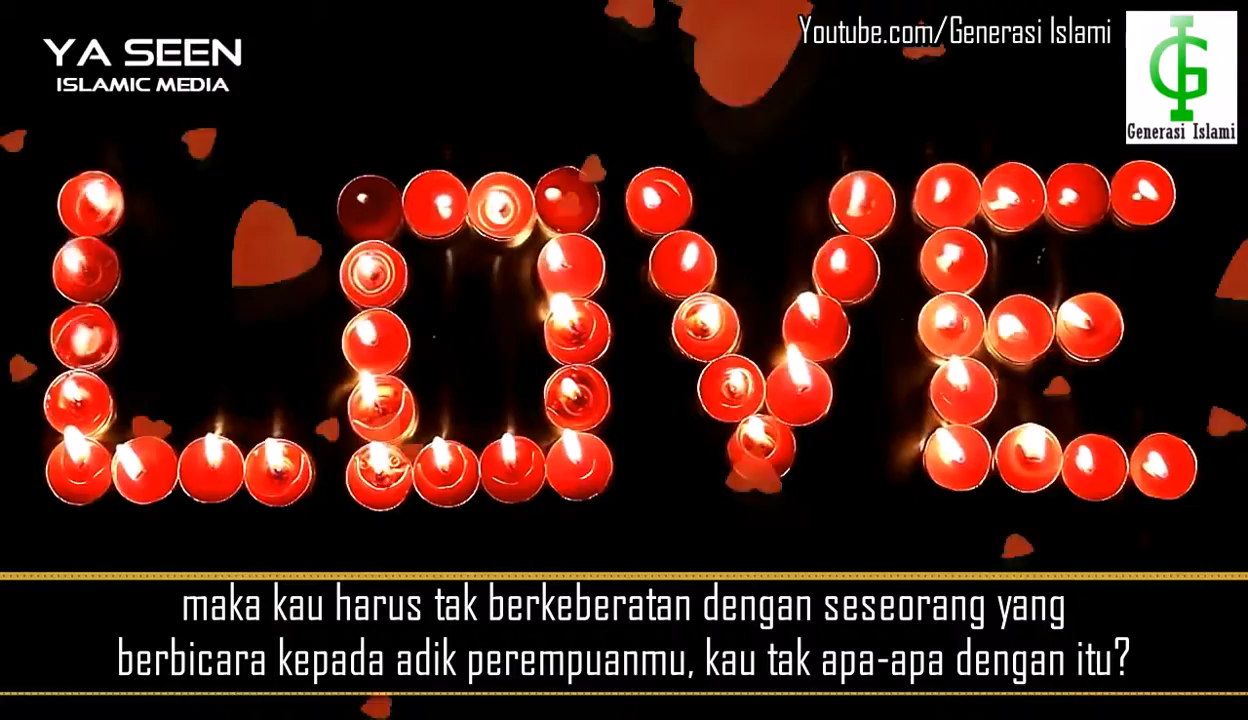 YA SEEN
ISLAMIC MEDIA
Youtube.com/Generasi Islami
GI
Generasi Islami
LOVE
maka kau harus tak berkeberatan dengan seseorang yang
berbicara kepada adik perempuanmu, kau tak apa-apa dengan itu?